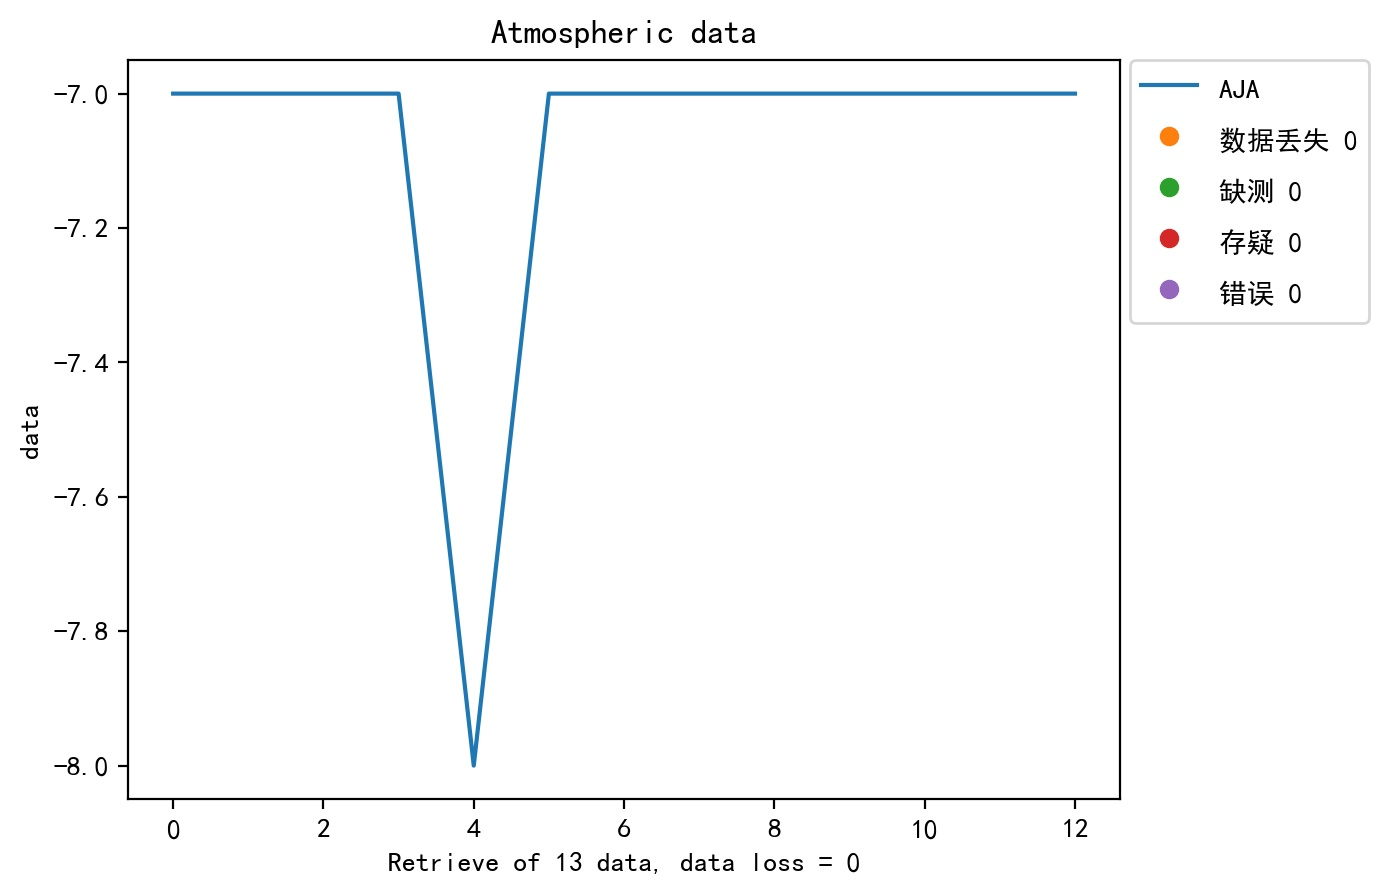 Atmospheric data
-7.0
-7.2
-7.4
-7.6
-7.8
-8.0
data
0 2 4 6 8 10 12
Retrieve of 13 data, data loss = 0
AJA
数据丢失 0
缺测 0
存疑 0
错误 0